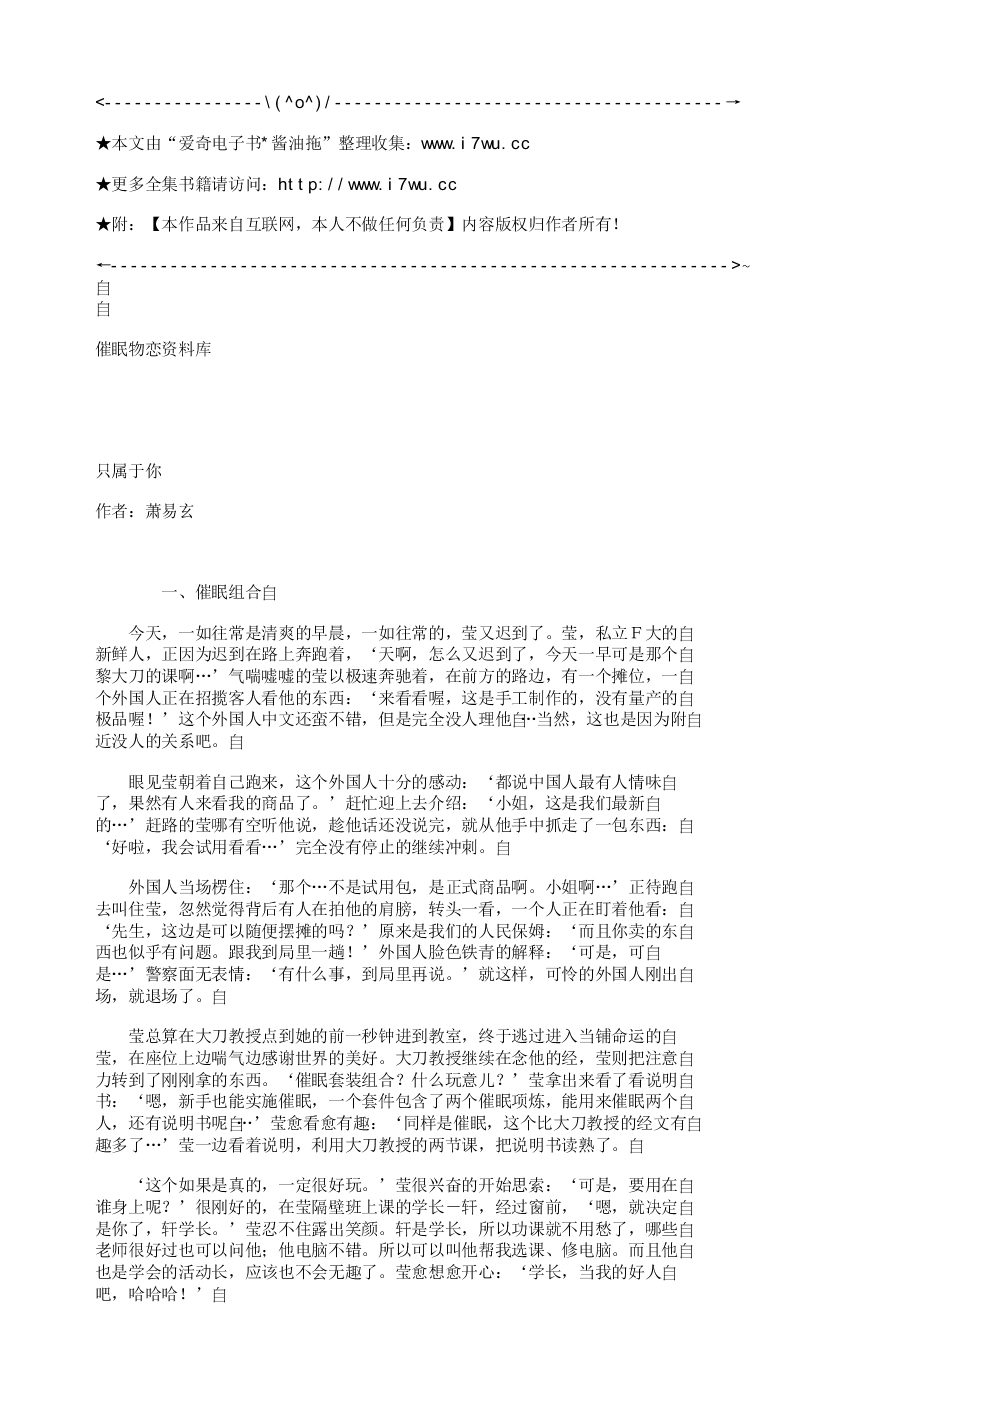 <----------------\(^o^)/---------------------------------------→
★本文由“爱奇电子书*酱油拖”整理收集：www.i7wu.cc
★更多全集书籍请访问：http://www.i7wu.cc
★附：【本作品来自互联网，本人不做任何负责】内容版权归作者所有！
←-------------------------------------------------------------->~
自
自
催眠物恋资料库
只属于你
作者：萧易玄
一、催眠组合自
今天，一如往常是清爽的早晨，一如往常的，莹又迟到了。莹，私立Ｆ大的自
新鲜人，正因为迟到在路上奔跑着，‘天啊，怎么又迟到了，今天一早可是那个自
黎大刀的课啊…’气喘嘘嘘的莹以极速奔驰着，在前方的路边，有一个摊位，一自
个外国人正在招揽客人看他的东西：‘来看看喔，这是手工制作的，没有量产的自
极品喔！’这个外国人中文还蛮不错，但是完全没人理他自…当然，这也是因为附自
近没人的关系吧。自
眼见莹朝着自己跑来，这个外国人十分的感动：‘都说中国人最有人情味自
了，果然有人来看我的商品了。’赶忙迎上去介绍：‘小姐，这是我们最新自
的…’赶路的莹哪有空听他说，趁他话还没说完，就从他手中抓走了一包东西：自
‘好啦，我会试用看看…’完全没有停止的继续冲刺。自
外国人当场楞住：‘那个…不是试用包，是正式商品啊。小姐啊…’正待跑自
去叫住莹，忽然觉得背后有人在拍他的肩膀，转头一看，一个人正在盯着他看：自
‘先生，这边是可以随便摆摊的吗？’原来是我们的人民保姆：‘而且你卖的东自
西也似乎有问题。跟我到局里一趟！’外国人脸色铁青的解释：‘可是，可自
是…’警察面无表情：‘有什么事，到局里再说。’就这样，可怜的外国人刚出自
场，就退场了。自
莹总算在大刀教授点到她的前一秒钟进到教室，终于逃过进入当铺命运的自
莹，在座位上边喘气边感谢世界的美好。大刀教授继续在念他的经，莹则把注意自
力转到了刚刚拿的东西。‘催眠套装组合？什么玩意儿？’莹拿出来看了看说明自
书：‘嗯，新手也能实施催眠，一个套件包含了两个催眠项炼，能用来催眠两个自
人，还有说明书呢自…’莹愈看愈有趣：‘同样是催眠，这个比大刀教授的经文有自
趣多了…’莹一边看着说明，利用大刀教授的两节课，把说明书读熟了。自
‘这个如果是真的，一定很好玩。’莹很兴奋的开始思索：‘可是，要用在自
谁身上呢？’很刚好的，在莹隔壁班上课的学长－轩，经过窗前，‘嗯，就决定自
是你了，轩学长。’莹忍不住露出笑颜。轩是学长，所以功课就不用愁了，哪些自
老师很好过也可以问他；他电脑不错。所以可以叫他帮我选课、修电脑。而且他自
也是学会的活动长，应该也不会无趣了。莹愈想愈开心：‘学长，当我的好人自
吧，哈哈哈！’自